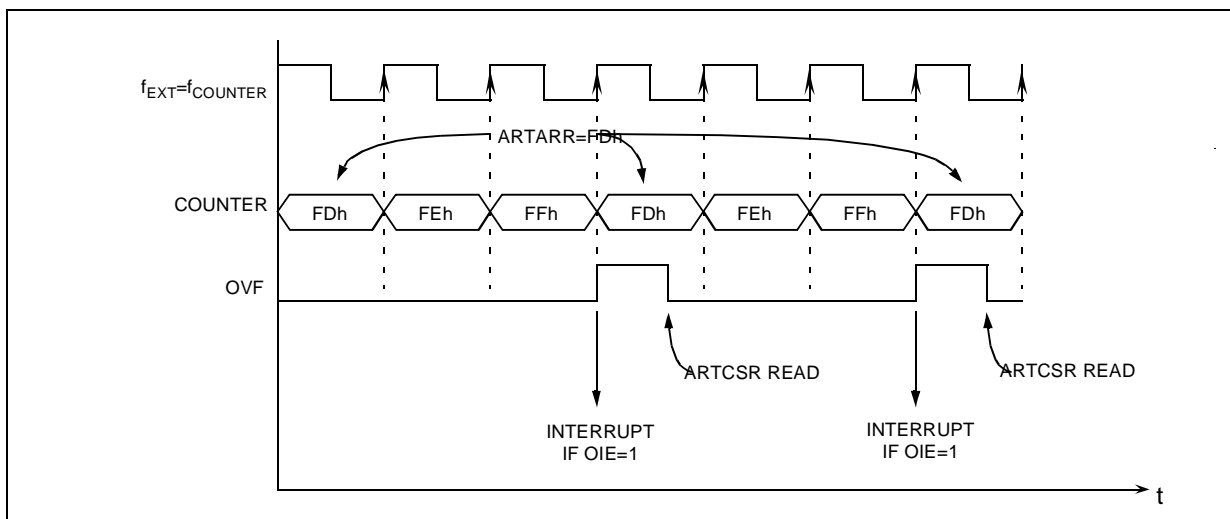 fEXT=fCOUNTER
ARTARR=FDh
COUNTER
FDh FEh FFh FDh FEh FFh FDh
OVF
ARTCSR READ
ARTCSR READ
INTERRUPT
IF OIE=1
INTERRUPT
IF OIE=1
t